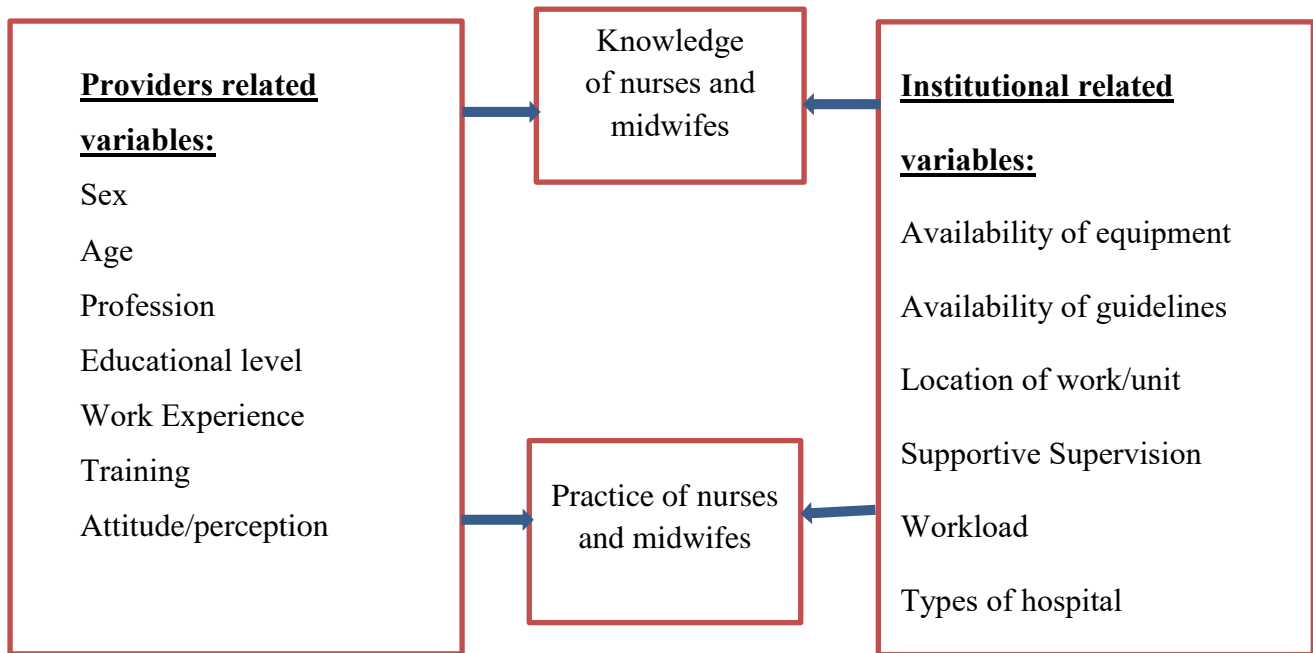 Providers related
variables:
Sex
Age
Profession
Educational level
Work Experience
Training
Attitude/perception
Knowledge
of nurses and
midwifes
Practice of nurses
and midwifes
Institutional related
variables:
Availability of equipment
Availability of guidelines
Location of work/unit
Supportive Supervision
Workload
Types of hospital